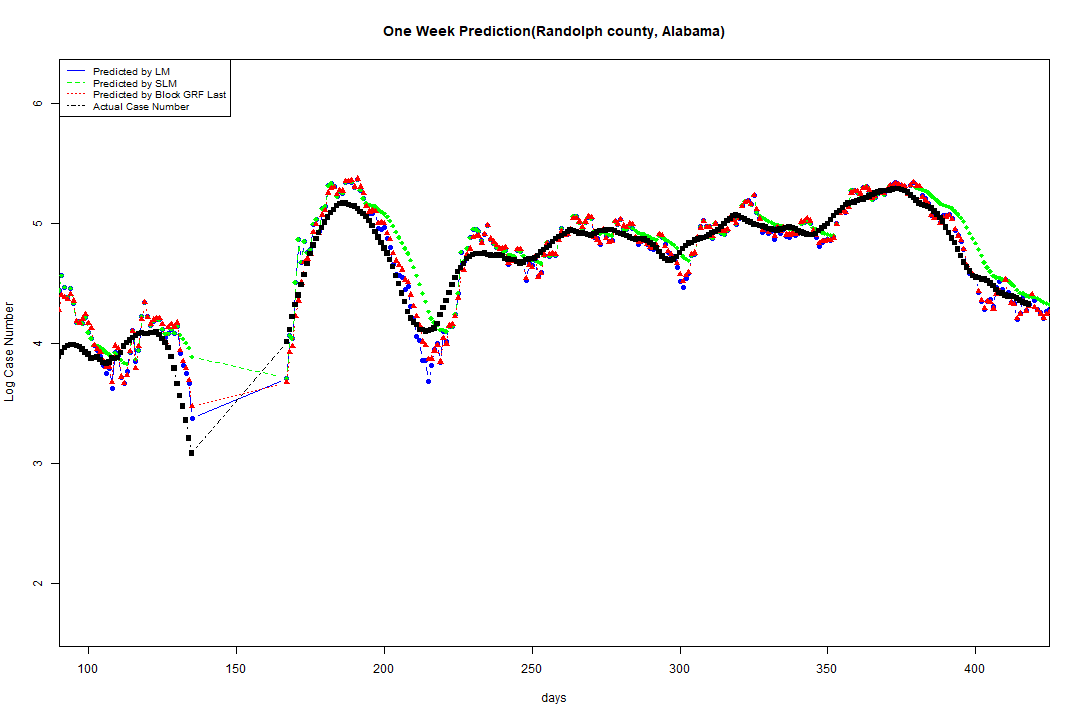 One Week Prediction(Randolph county, Alabama)
Predicted by LM
Predicted by SLM
Predicted by Block GRF Last
Actual Case Number
Log Case Number
6
5
4
3
2
100 150 200 250 300 350 400
days